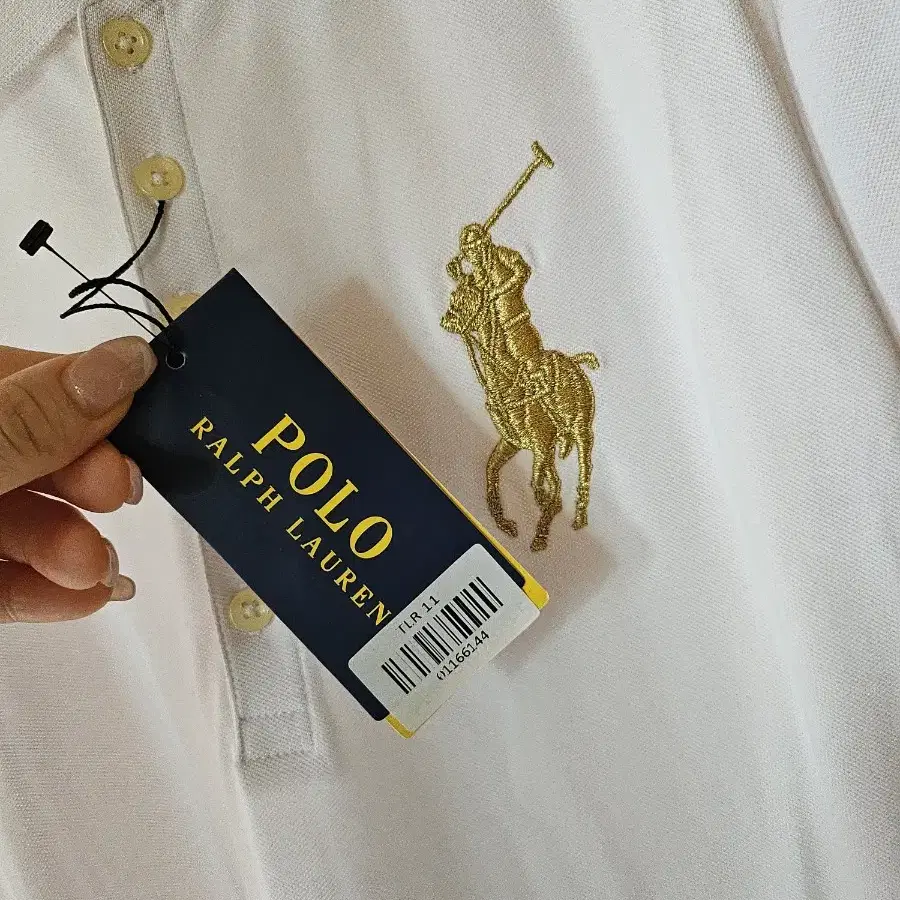 POLO
RALPH LAUREN
TLR 11
01166144